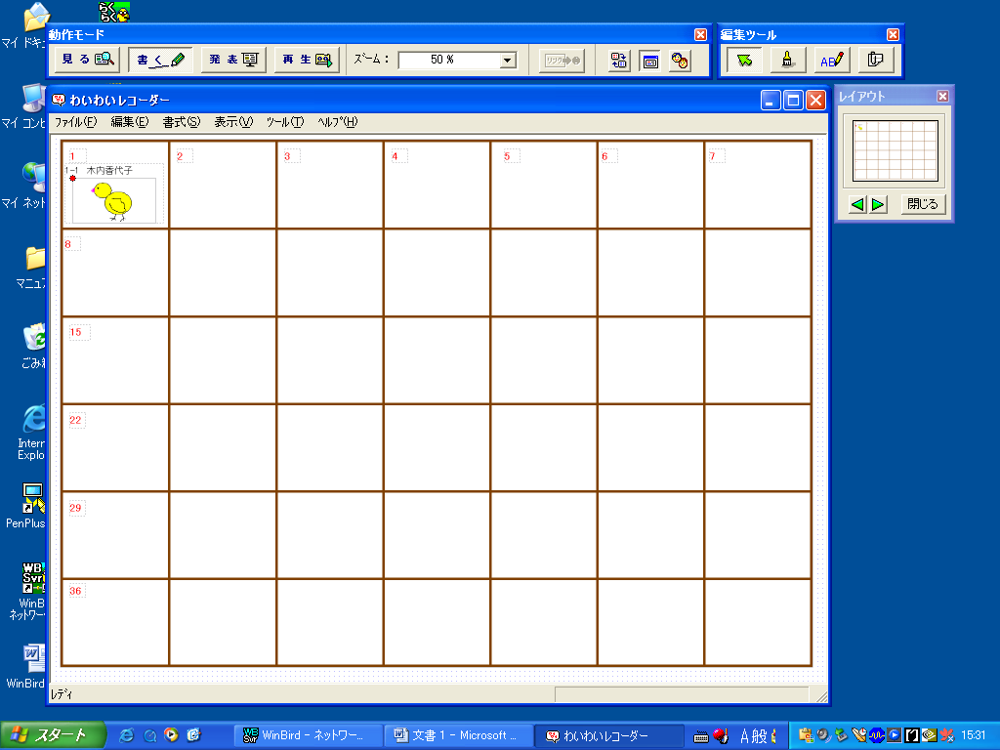 らく
らく
マイ ドキュ
動作モード
編集ツール
見る
書く
発表
再生
ズーム：
50 %
リンク
AB
マイ コンピ
わいわいレコーダー
レイアウト
ファイル(F) 編集(E) 書式(S) 表示(V) ツール(T) ヘルプ(H)
1 2 3 4 5 6 7
1-1 木内香代子
8
15
22
29
36
閉じる
マイ ネット
マニュア
ごみ箱
Intern
Explo
PenPlus
WB
Syrl
WinB
ネットワー
WinBird
レディ
スタート
WinBird - ネットワー...
文書 1 - Microsoft ...
わいわいレコーダー
A 般
15:31